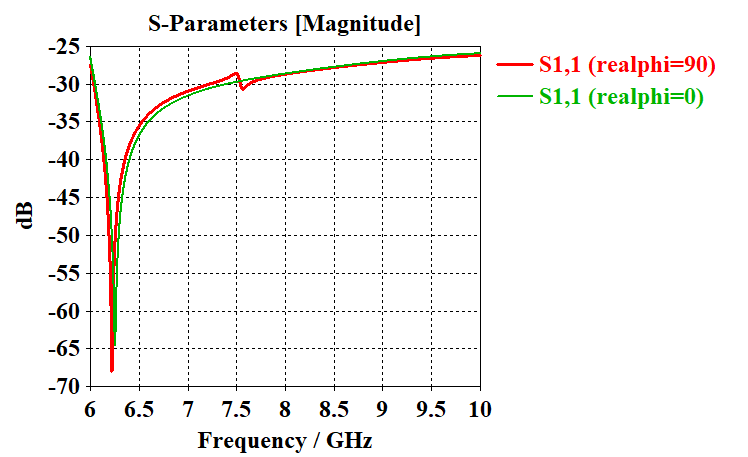 S-Parameters [Magnitude]
-25
-30
-35
-40
-45
-50
-55
-60
-65
-70
dB
6 6.5 7 7.5 8 8.5 9 9.5 10
Frequency / GHz
S1,1 (realphi=90)
S1,1 (realphi=0)